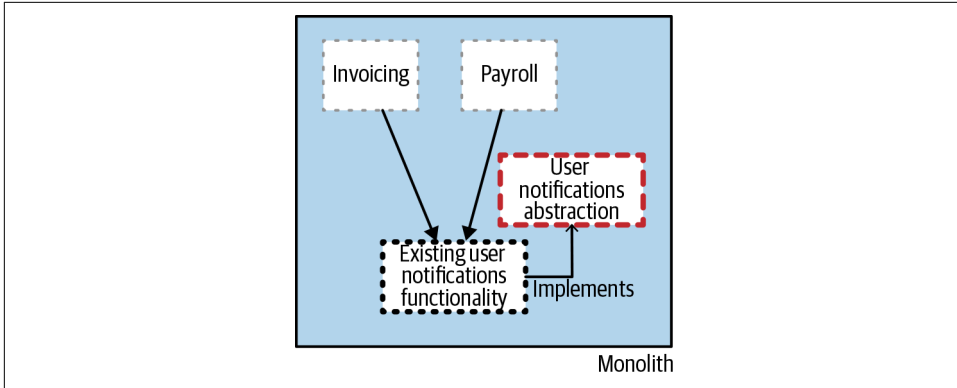 Invoicing
Payroll
User
notifications
abstraction
Existing user
notifications
functionality
Implements
Monolith